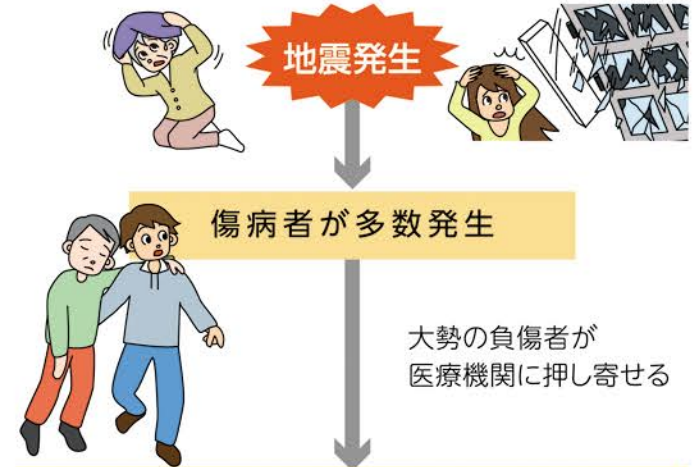 地震発生
傷病者が多数発生
大勢の負傷者が
医療機関に押し寄せる